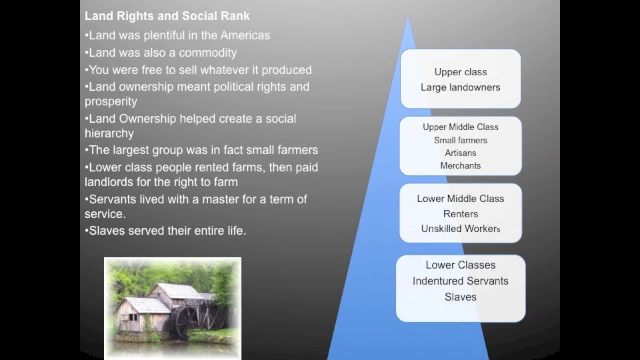 Land Rights and Social Rank
•Land was plentiful in the Americas
•Land was also a commodity
•You were free to sell whatever it produced
•Land ownership meant political rights and
prosperity
•Land Ownership helped create a social
hierarchy
•The largest group was in fact small farmers
•Lower class people rented farms, then paid
landlords for the right to farm
•Servants lived with a master for a term of
service.
•Slaves served their entire life.
Upper class
Large landowners
Upper Middle Class
Small farmers
Artisans
Merchants
Lower Middle Class
Renters
Unskilled Workers
Lower Classes
Indentured Servants
Slaves